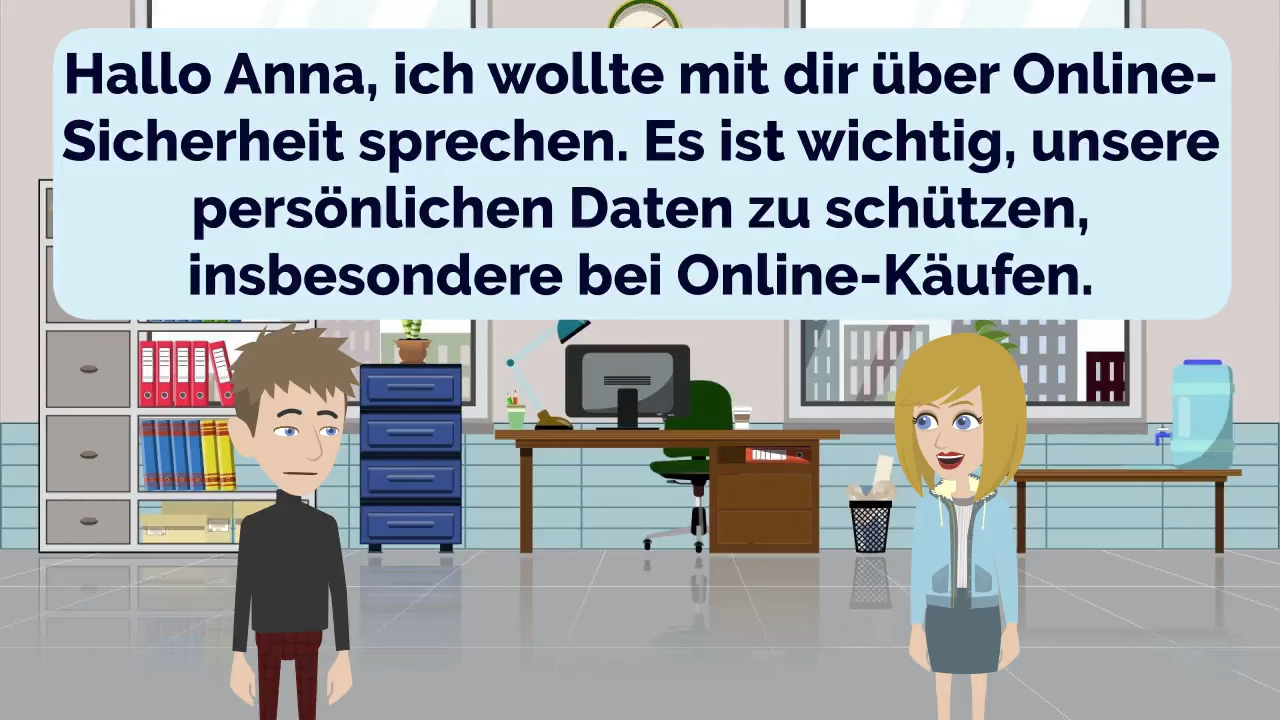 Hallo Anna, ich wollte mit dir über Online-
Sicherheit sprechen. Es ist wichtig, unsere
persönlichen Daten zu schützen,
insbesondere bei Online-Käufen.